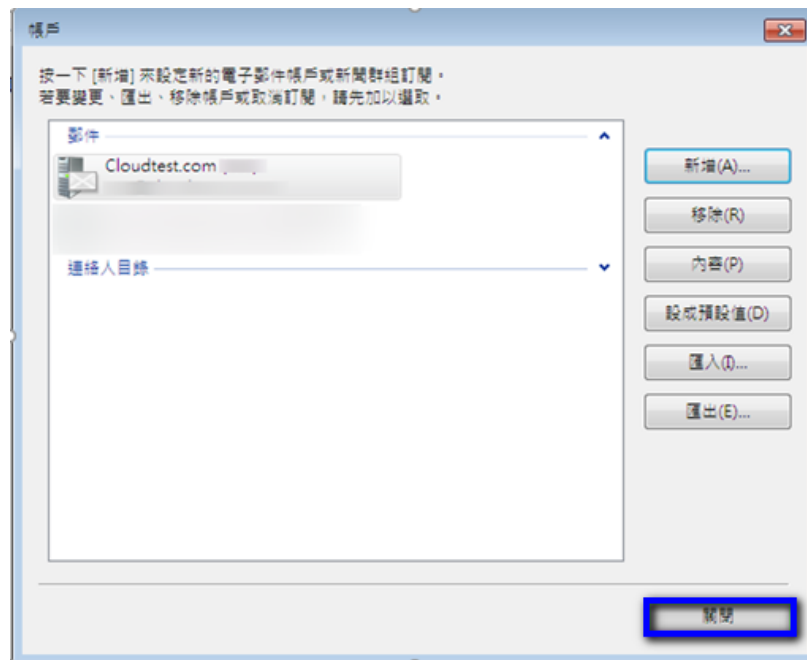 帳戶
按一下 [新增] 來設定新的電子郵件帳戶或新聞群組訂閱。
若要變更、匯出、移除帳戶或取消訂閱，請先加以選取。
郵件
Cloudtest.com
新增(A)...
移除(R)
連絡人目錄
內容(P)
設成預設值(D)
匯入(I)...
匯出(E)...
關閉